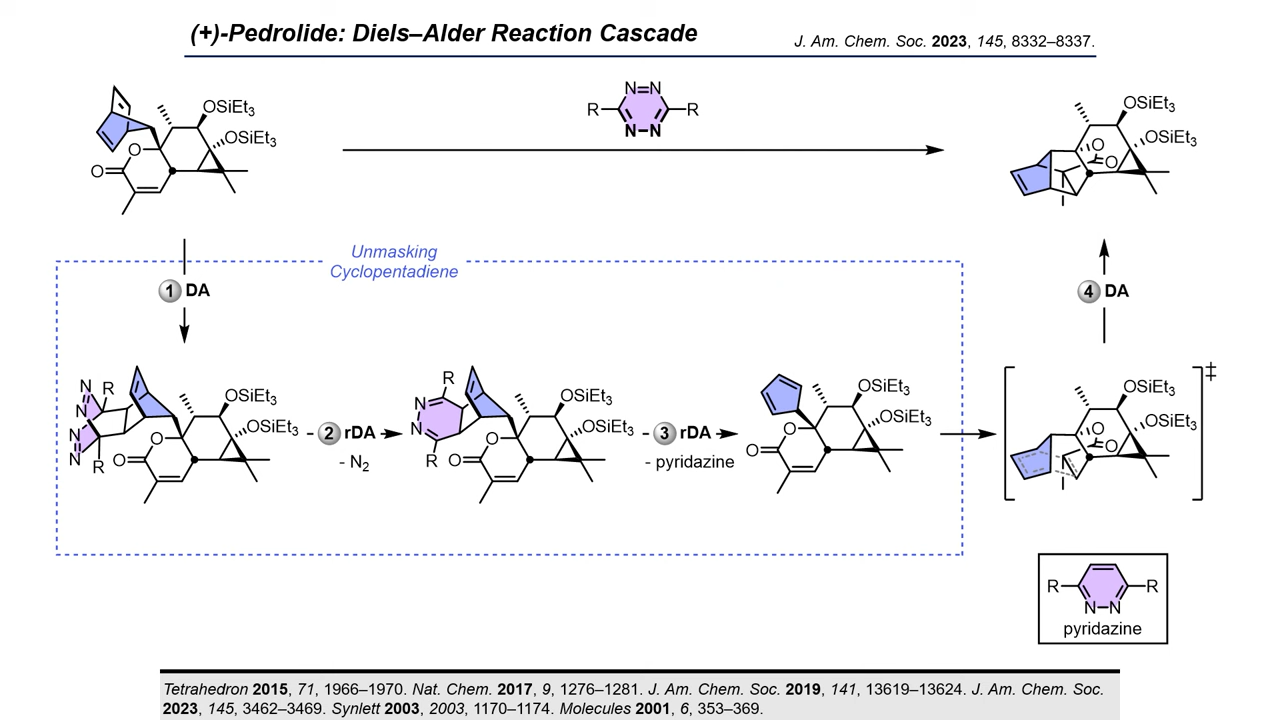 (+)-Pedrolide: Diels–Alder Reaction Cascade
J. Am. Chem. Soc. 2023, 145, 8332–8337.
OSiEt3
OSiEt3
O
O
N=N
R
R
N–N
OSiEt3
OSiEt3
O
O
Unmasking
Cyclopentadiene
1 DA
4 DA
N
N
R
N
N
R
OSiEt3
OSiEt3
O
O
2 rDA
- N2
R
N
N
R
OSiEt3
OSiEt3
O
O
3 rDA
- pyridazine
OSiEt3
OSiEt3
O
O
OSiEt3
OSiEt3
O
O
‡
R
R
N–N
pyridazine
Tetrahedron 2015, 71, 1966–1970. Nat. Chem. 2017, 9, 1276–1281. J. Am. Chem. Soc. 2019, 141, 13619–13624. J. Am. Chem. Soc.
2023, 145, 3462–3469. Synlett 2003, 2003, 1170–1174. Molecules 2001, 6, 353–369.